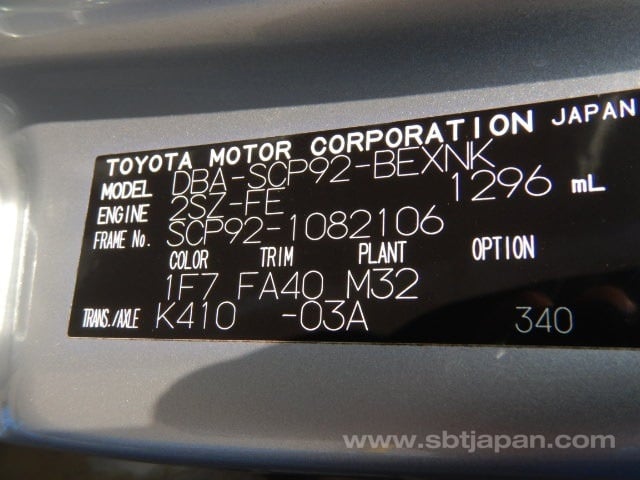 TOYOTA MOTOR CORPORATION JAPAN
MODEL DBA-SCP92-BEXNK
ENGINE 2SZ-FE 1296 mL
FRAME No. SCP92-1082106
COLOR TRIM PLANT OPTION
1F7 FA40 M32
TRANS./AXLE K410 -03A 340
www.sbtjapan.com